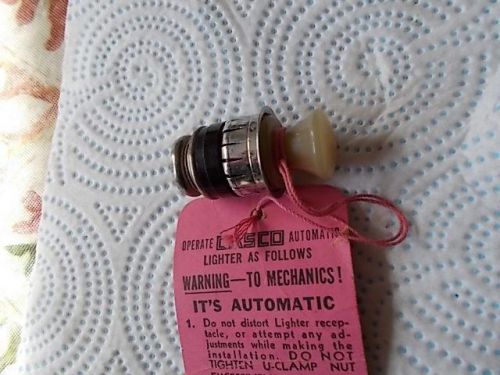 OPERATE CASCO AUTOMATIC
LIGHTER AS FOLLOWS
WARNING—TO MECHANICS!
IT'S AUTOMATIC
1. Do not distort Lighter recep-
tacle, or attempt any ad-
justments while making the
installation. DO NOT
TIGHTEN U-CLAMP NUT